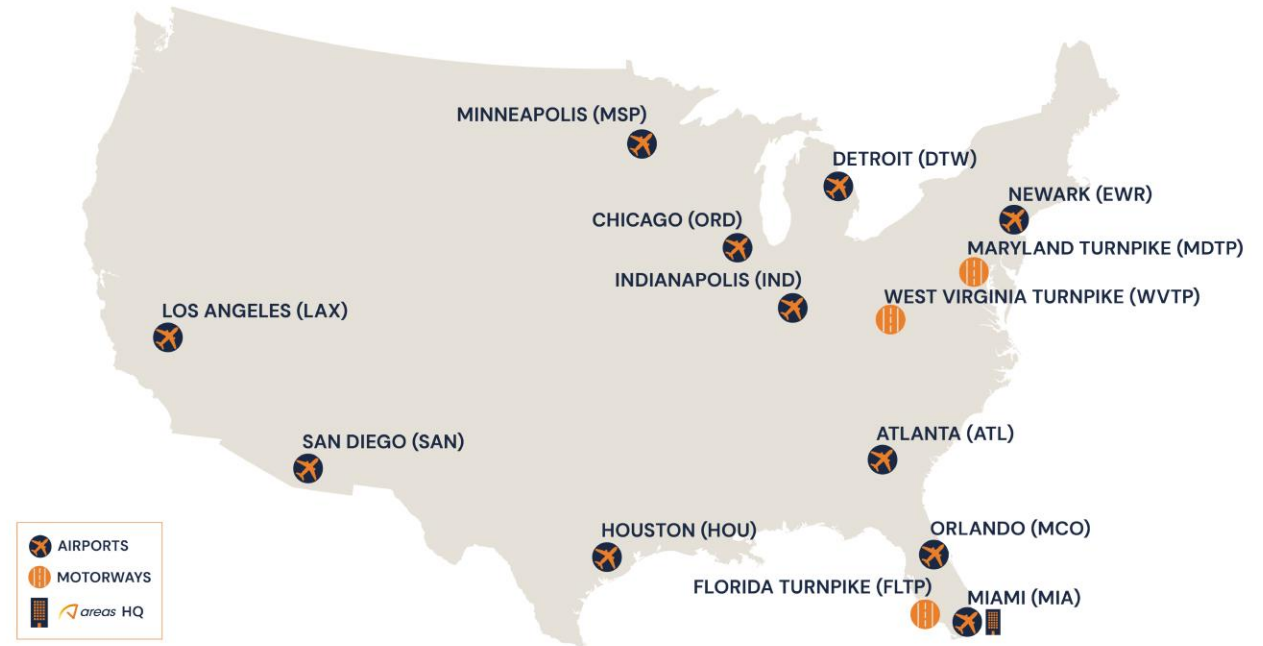 MINNEAPOLIS (MSP)
DETROIT (DTW)
NEWARK (EWR)
CHICAGO (ORD)
MARYLAND TURNPIKE (MDTP)
INDIANAPOLIS (IND)
WEST VIRGINIA TURNPIKE (WVTP)
LOS ANGELES (LAX)
SAN DIEGO (SAN)
ATLANTA (ATL)
HOUSTON (HOU)
ORLANDO (MCO)
FLORIDA TURNPIKE (FLTP)
MIAMI (MIA)
AIRPORTS
MOTORWAYS
areas HQ